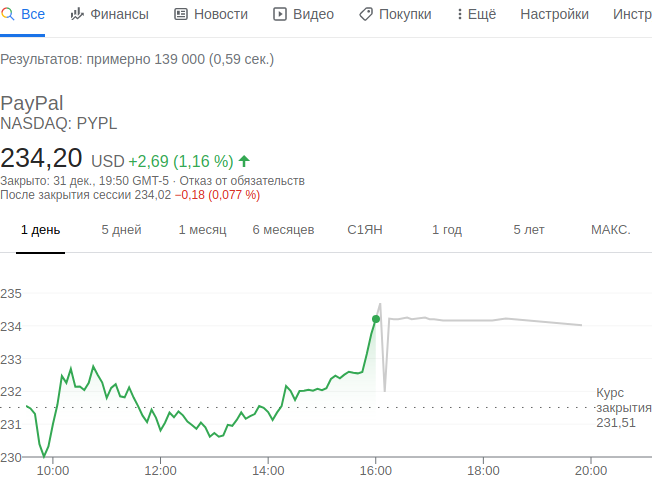 Все Финансы Новости Видео Покупки Ещё Настройки Инстр
Результатов: примерно 139 000 (0,59 сек.)
PayPal
NASDAQ: PYPL
234,20 USD +2,69 (1,16 %)
Закрыто: 31 дек., 19:50 GMT-5 · Отказ от обязательств
После закрытия сессии 234,02 −0,18 (0,077 %)
1 день 5 дней 1 месяц 6 месяцев С1ЯН 1 год 5 лет МАКС.
235
234
233
232
231
230
Курс
закрытия
231,51
10:00 12:00 14:00 16:00 18:00 20:00